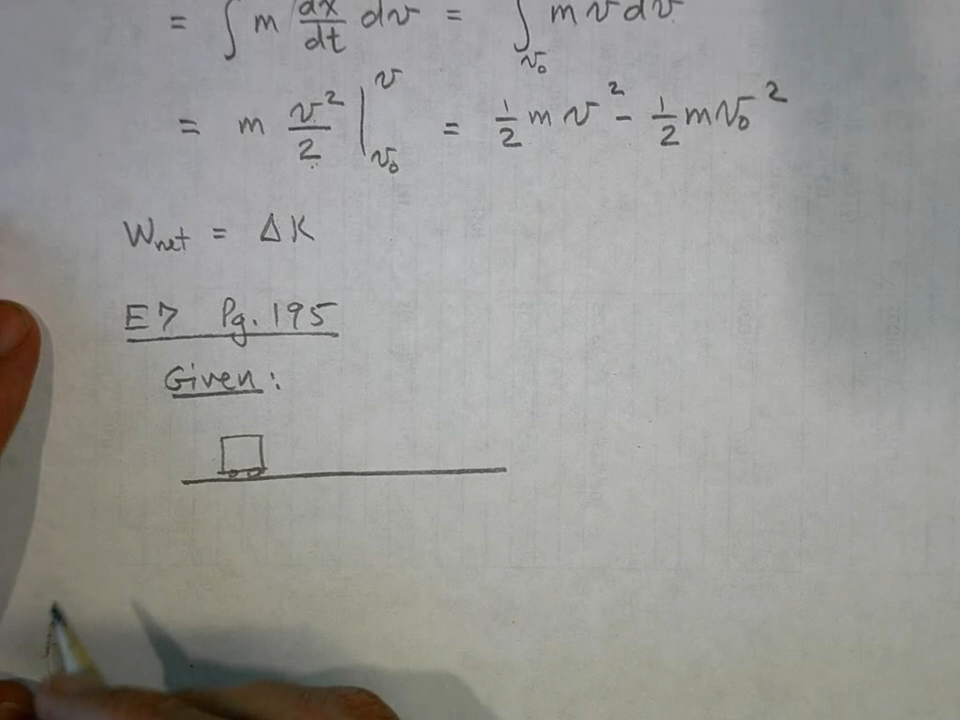 = ∫ m dx/dt dv = ∫_{v₀} m v dv
= m v²/2 |_{v₀}^{v} = ½ m v² - ½ m v₀²
W_net = ΔK
E7 Pg. 195
Given: